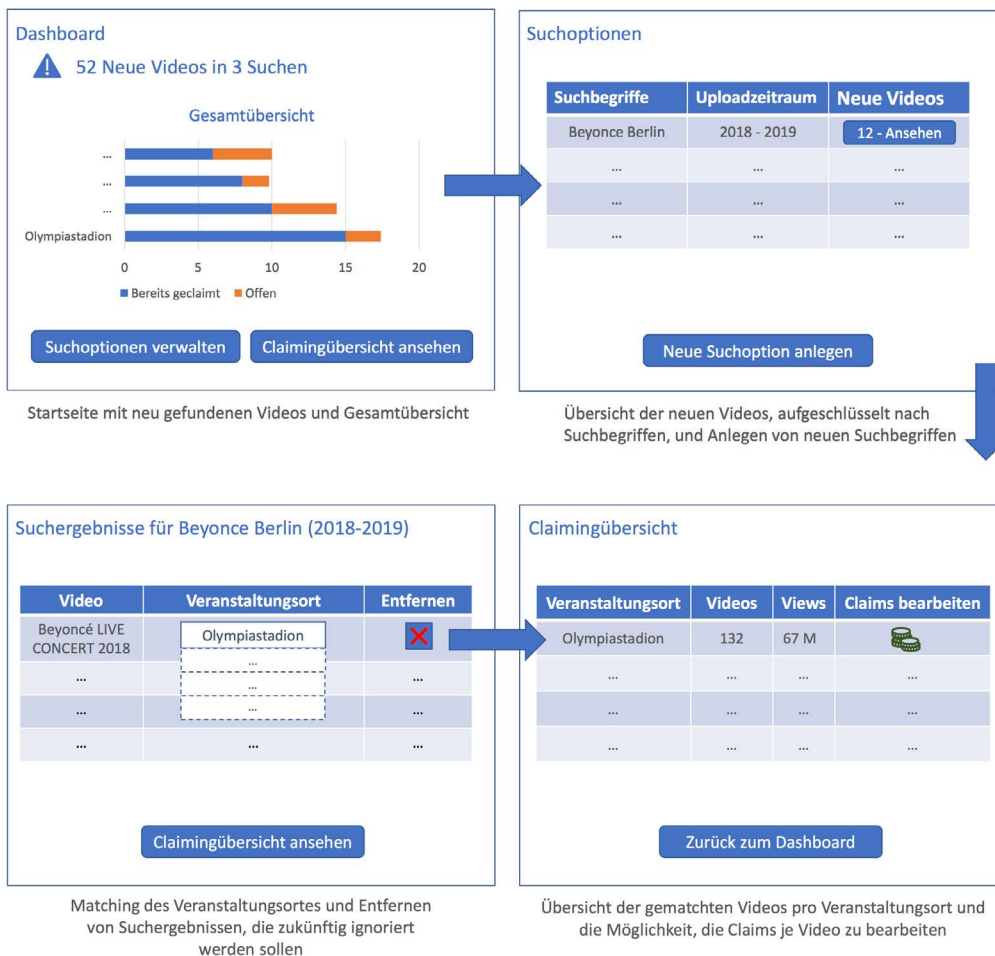 Dashboard
52 Neue Videos in 3 Suchen
Gesamtübersicht
...
...
...
Olympiastadion
0 5 10 15 20
Bereits geclaimt Offen
Suchoptionen verwalten Claimingübersicht ansehen
Startseite mit neu gefundenen Videos und Gesamtübersicht
Suchoptionen
Suchbegriffe Uploadzeitraum Neue Videos
Beyonce Berlin 2018 - 2019 12 - Ansehen
... ... ...
... ... ...
... ... ...
Neue Suchoption anlegen
Übersicht der neuen Videos, aufgeschlüsselt nach
Suchbegriffen, und Anlegen von neuen Suchbegriffen
Suchergebnisse für Beyonce Berlin (2018-2019)
Video Veranstaltungsort Entfernen
Beyoncé LIVE
CONCERT 2018
Olympiastadion
...
... ... ...
... ... ...
... ... ...
Claimingübersicht ansehen
Matching des Veranstaltungsortes und Entfernen
von Suchergebnissen, die zukünftig ignoriert
werden sollen
Claimingübersicht
Veranstaltungsort Videos Views Claims bearbeiten
Olympiastadion 132 67 M
... ... ... ...
... ... ... ...
... ... ... ...
Zurück zum Dashboard
Übersicht der gematchten Videos pro Veranstaltungsort und
die Möglichkeit, die Claims je Video zu bearbeiten